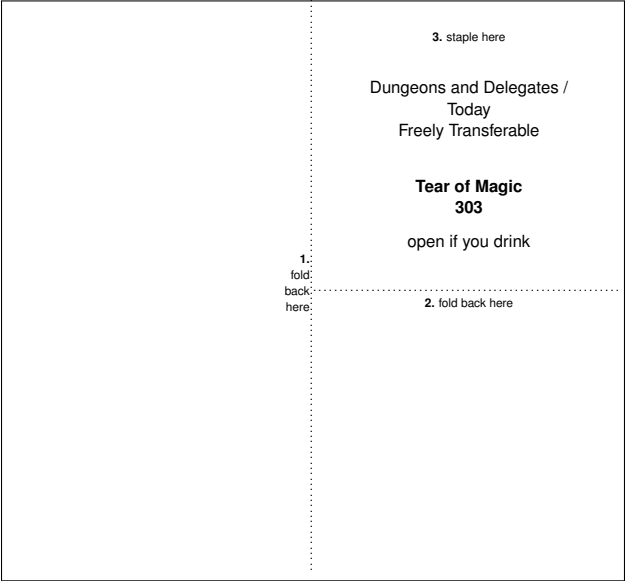 3. staple here
Dungeons and Delegates /
Today
Freely Transferable
Tear of Magic
303
open if you drink
1.
fold
back
here
2. fold back here